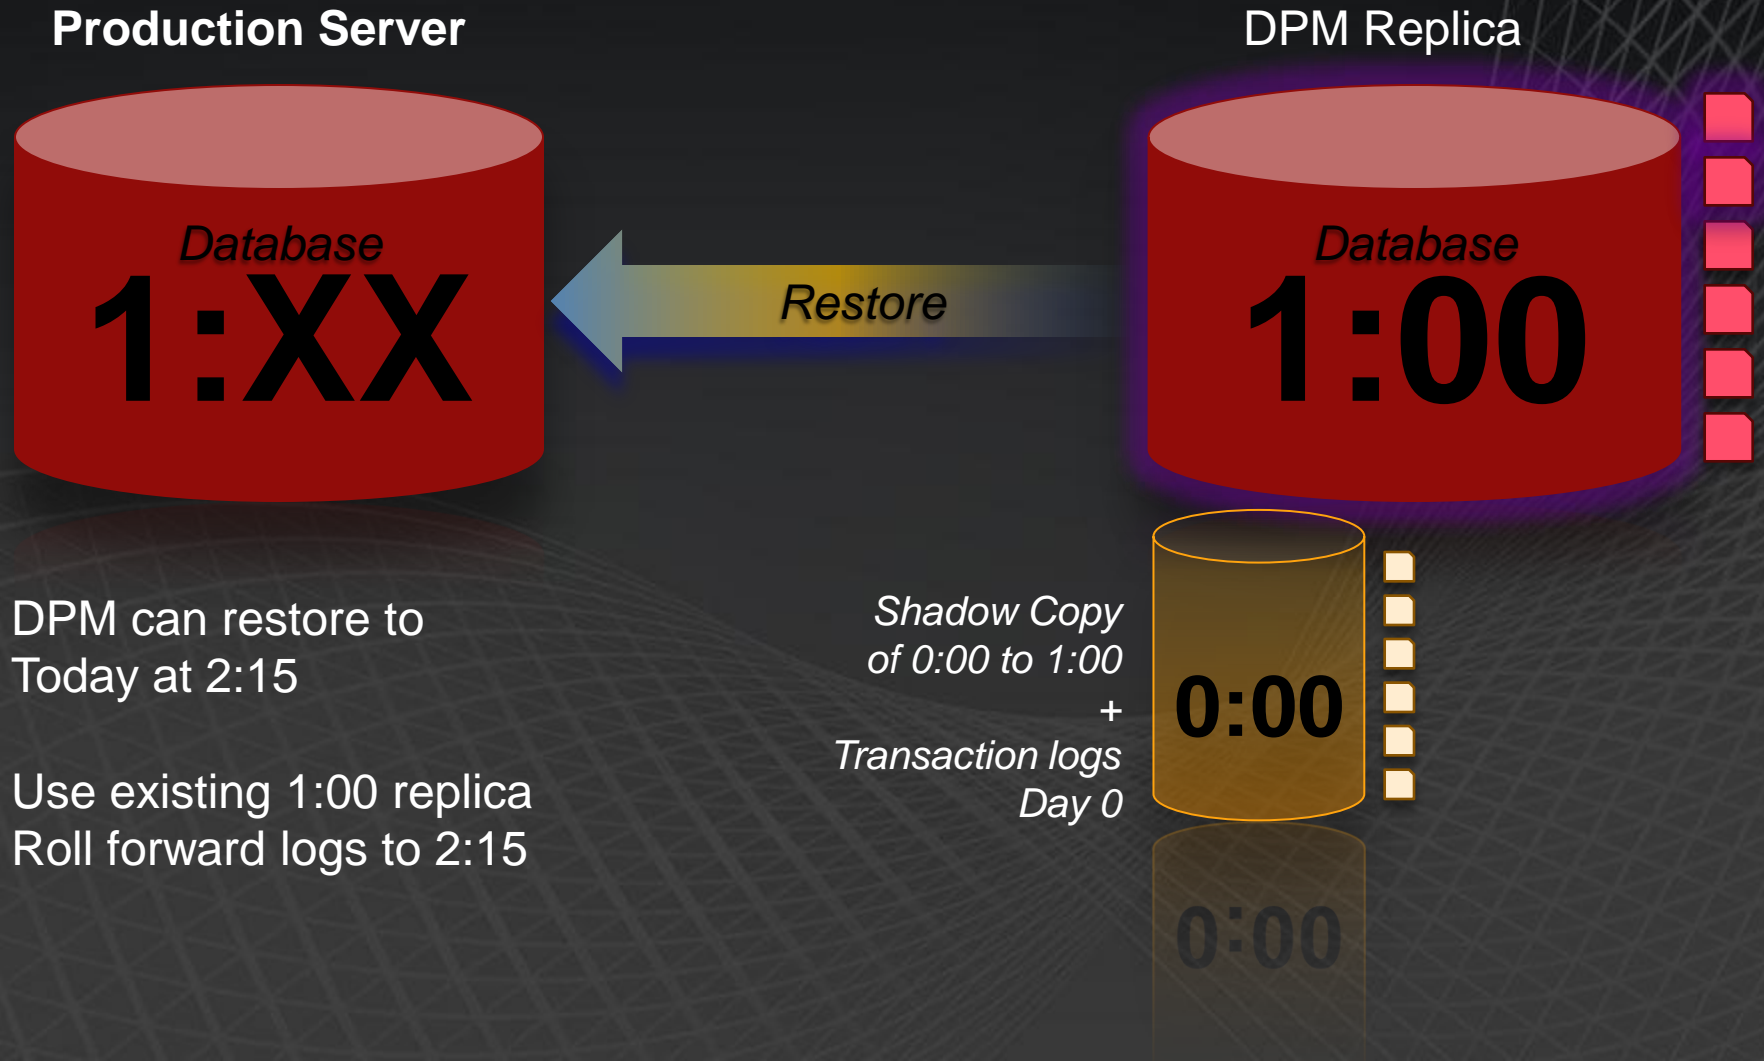 Production Server
DPM Replica
Database
1:XX
Restore
Database
1:00
Shadow Copy
of 0:00 to 1:00
+
Transaction logs
Day 0
0:00
0:00
DPM can restore to
Today at 2:15
Use existing 1:00 replica
Roll forward logs to 2:15